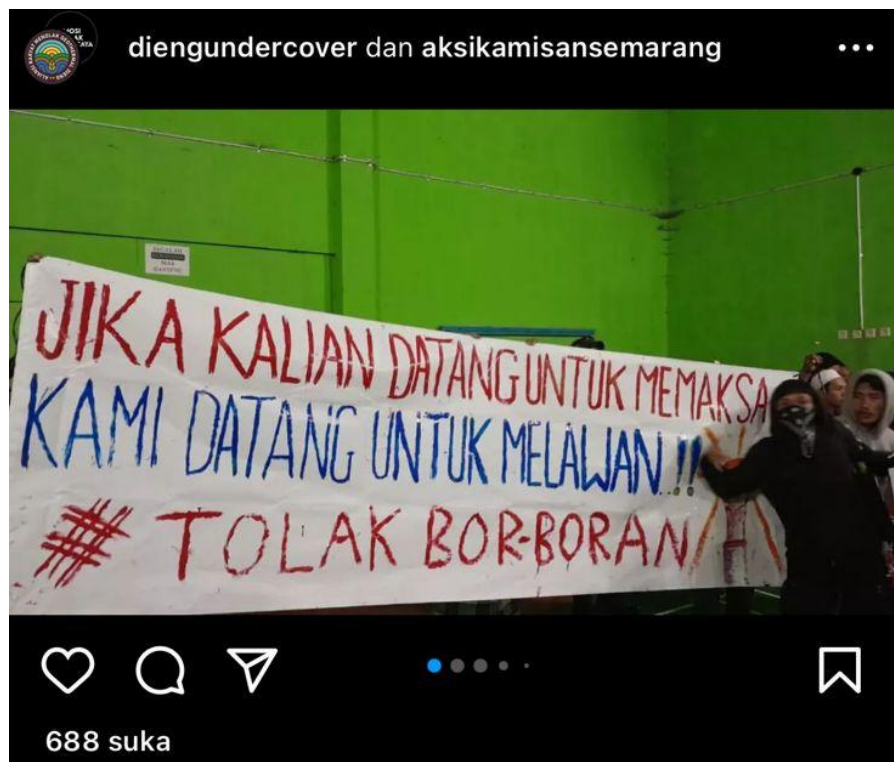 diengundercover dan aksikamisansemarang
JIKA KALIAN DATANG UNTUK MEMAKSA
KAMI DATANG UNTUK MELAWAN..!!
# TOLAK BOR-BORAN
688 suka